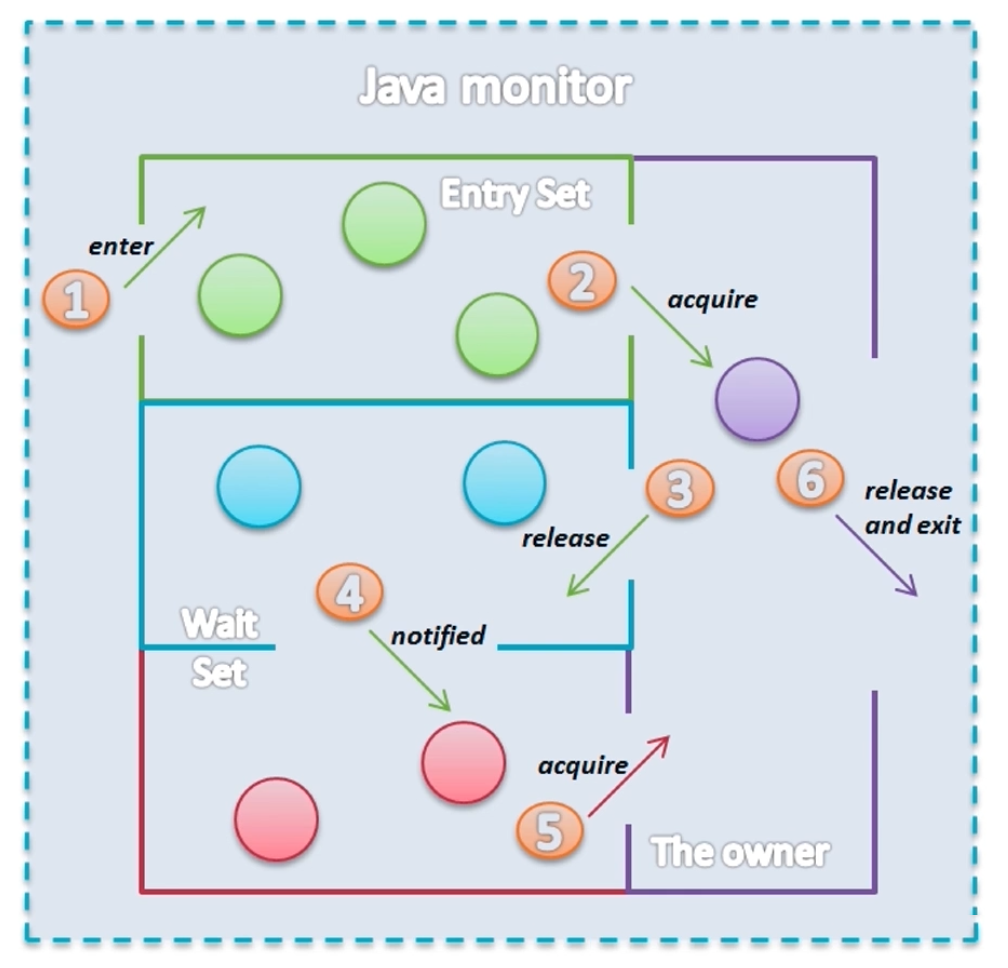 Java monitor
Entry Set
enter
1
2
acquire
3
6
release
and exit
release
4
notified
Wait
Set
acquire
5
The owner